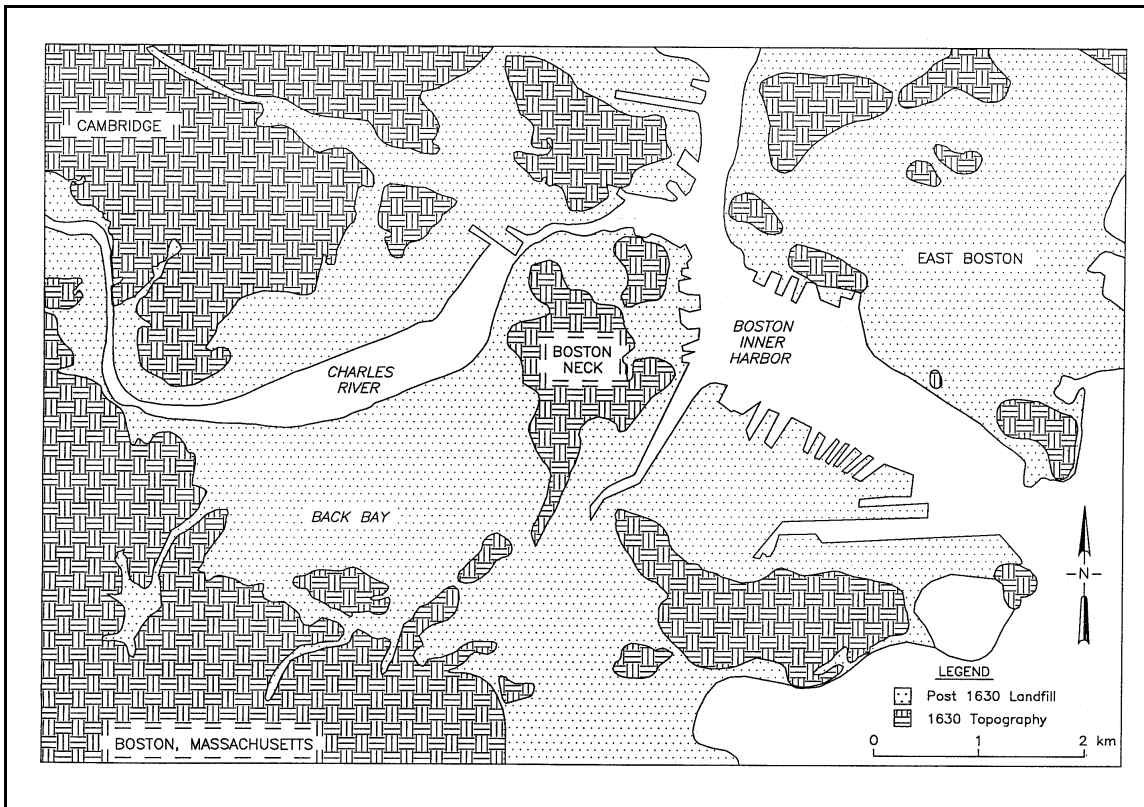 CAMBRIDGE
EAST BOSTON
BOSTON
INNER
HARBOR
BOSTON
NECK
CHARLES
RIVER
BACK BAY
N
LEGEND
Post 1630 Landfill
1630 Topography
BOSTON, MASSACHUSETTS
0 1 2 km